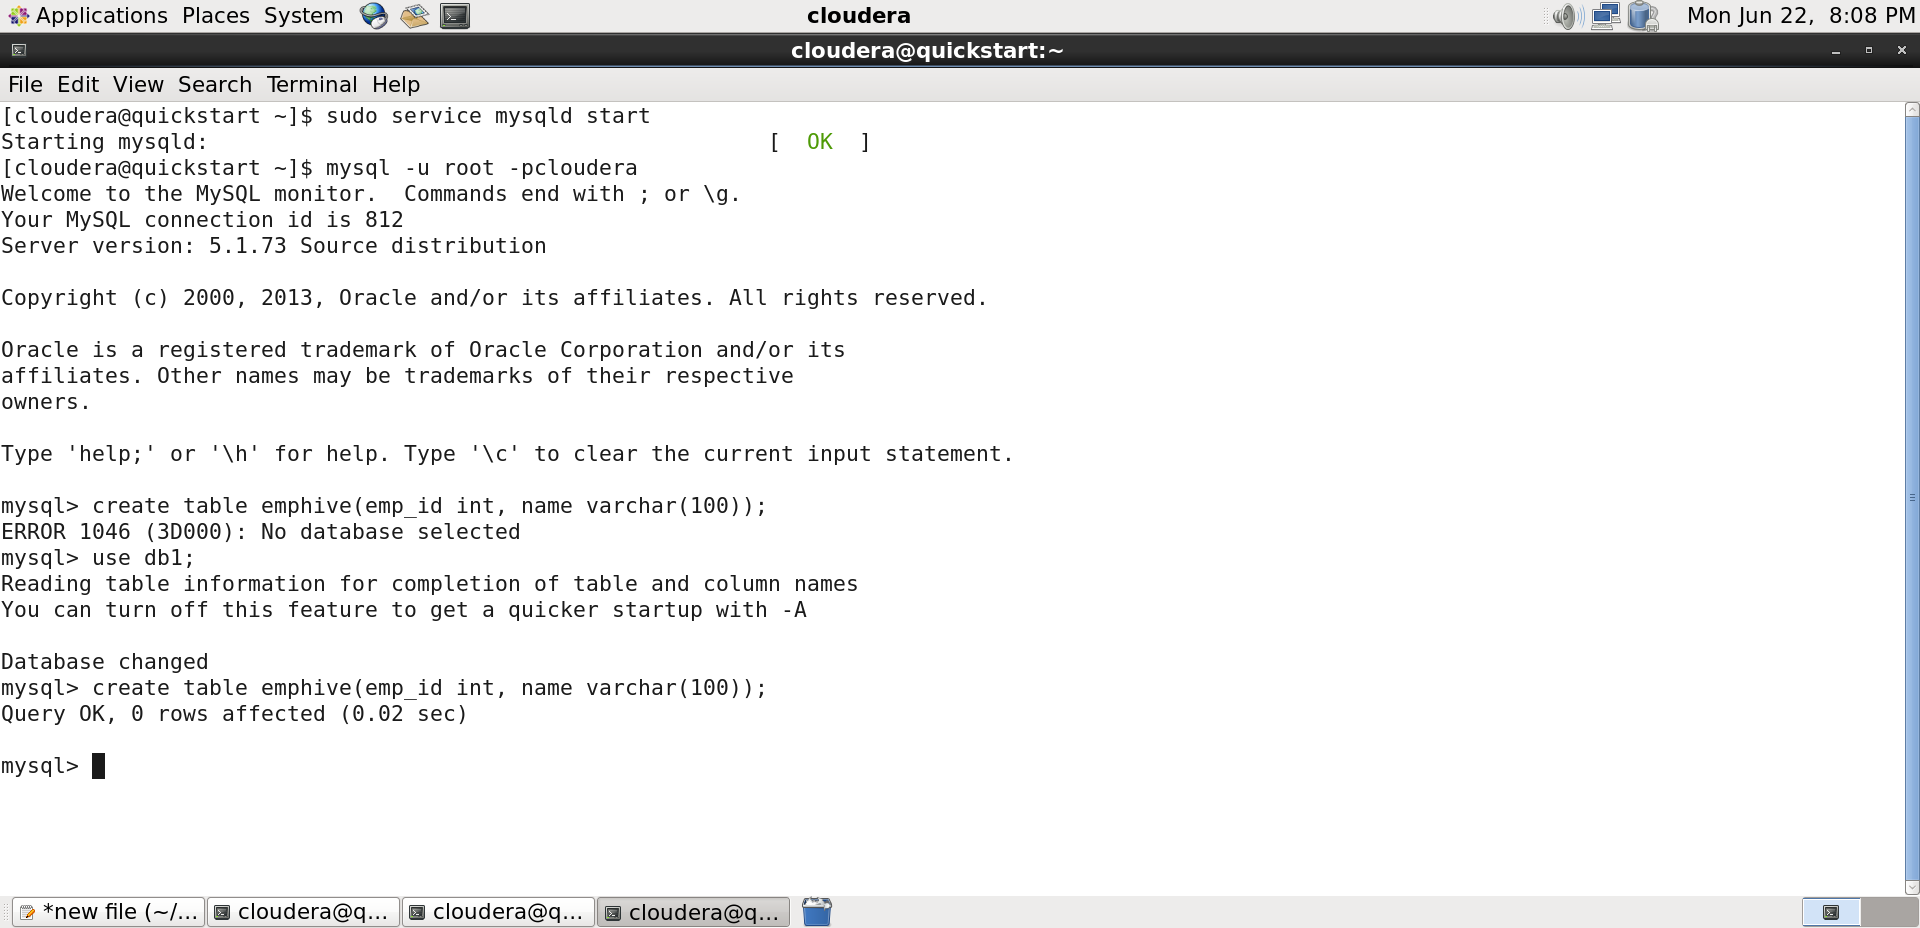 Applications Places System cloudera Mon Jun 22, 8:08 PM
cloudera@quickstart:~
File Edit View Search Terminal Help
[cloudera@quickstart ~]$ sudo service mysqld start
Starting mysqld:                                           [  OK  ]
[cloudera@quickstart ~]$ mysql -u root -pcloudera
Welcome to the MySQL monitor.  Commands end with ; or \g.
Your MySQL connection id is 812
Server version: 5.1.73 Source distribution
Copyright (c) 2000, 2013, Oracle and/or its affiliates. All rights reserved.
Oracle is a registered trademark of Oracle Corporation and/or its
affiliates. Other names may be trademarks of their respective
owners.
Type 'help;' or '\h' for help. Type '\c' to clear the current input statement.
mysql> create table emphive(emp_id int, name varchar(100));
ERROR 1046 (3D000): No database selected
mysql> use db1;
Reading table information for completion of table and column names
You can turn off this feature to get a quicker startup with -A
Database changed
mysql> create table emphive(emp_id int, name varchar(100));
Query OK, 0 rows affected (0.02 sec)
mysql>
*new file (~/... cloudera@q... cloudera@q... cloudera@q...